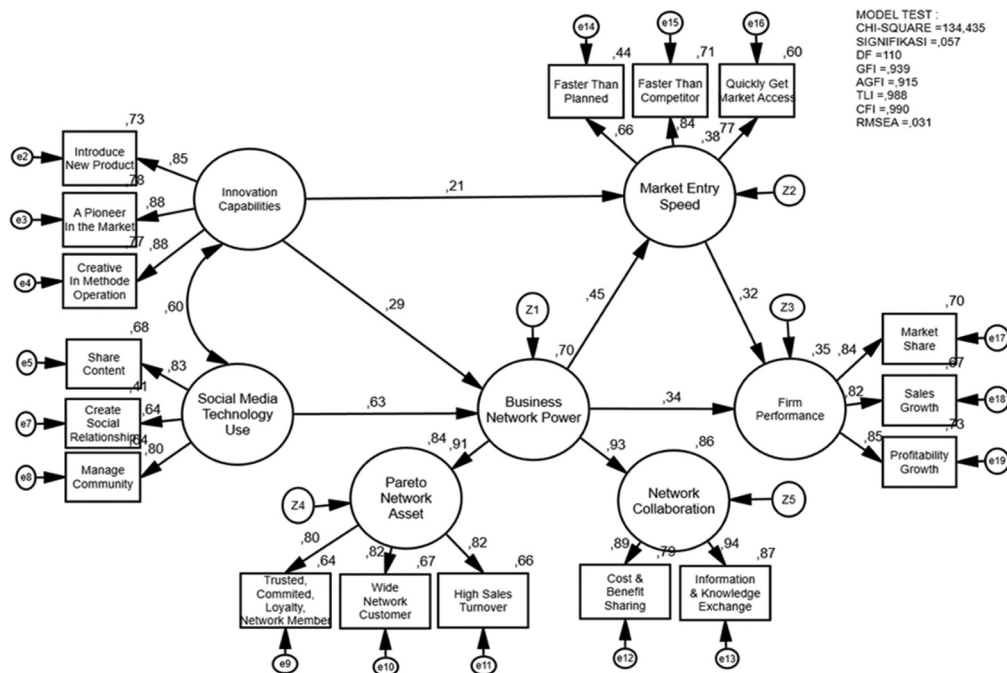 MODEL TEST :
CHI-SQUARE =134,435
SIGNIFIKASI =,057
DF =110
GFI =,939
AGFI =,915
TLI =,988
CFI =,990
RMSEA =,031
e14
e15
e16
,44
,71
,60
Faster Than
Planned
Faster Than
Competitor
Quickly Get
Market Access
,66
,84
,38
,77
,73
e2
Introduce
New Product
,85
,78
e3
A Pioneer
In the Market
,88
,77
e4
Creative
In Methode
Operation
,88
Innovation
Capabilities
,21
Market Entry
Speed
Z2
,60
,29
,45
,32
,68
e5
Share
Content
,83
,41
e7
Create
Social
Relationship
,64
,64
e8
Manage
Community
,80
Social Media
Technology
Use
,63
Z1
,70
Business
Network Power
,34
Z3
,35
Firm
Performance
,84
,70
Market
Share
e17
,82
,67
Sales
Growth
e18
,85
,73
Profitability
Growth
e19
,84
,91
,93
,86
Z4
Pareto
Network
Asset
Network
Collaboration
Z5
,80
,64
,82
,67
,82
,66
,89
,79
,94
,87
Trusted,
Commited,
Loyalty,
Network Member
Wide
Network
Customer
High Sales
Turnover
Cost &
Benefit
Sharing
Information
& Knowledge
Exchange
e9
e10
e11
e12
e13